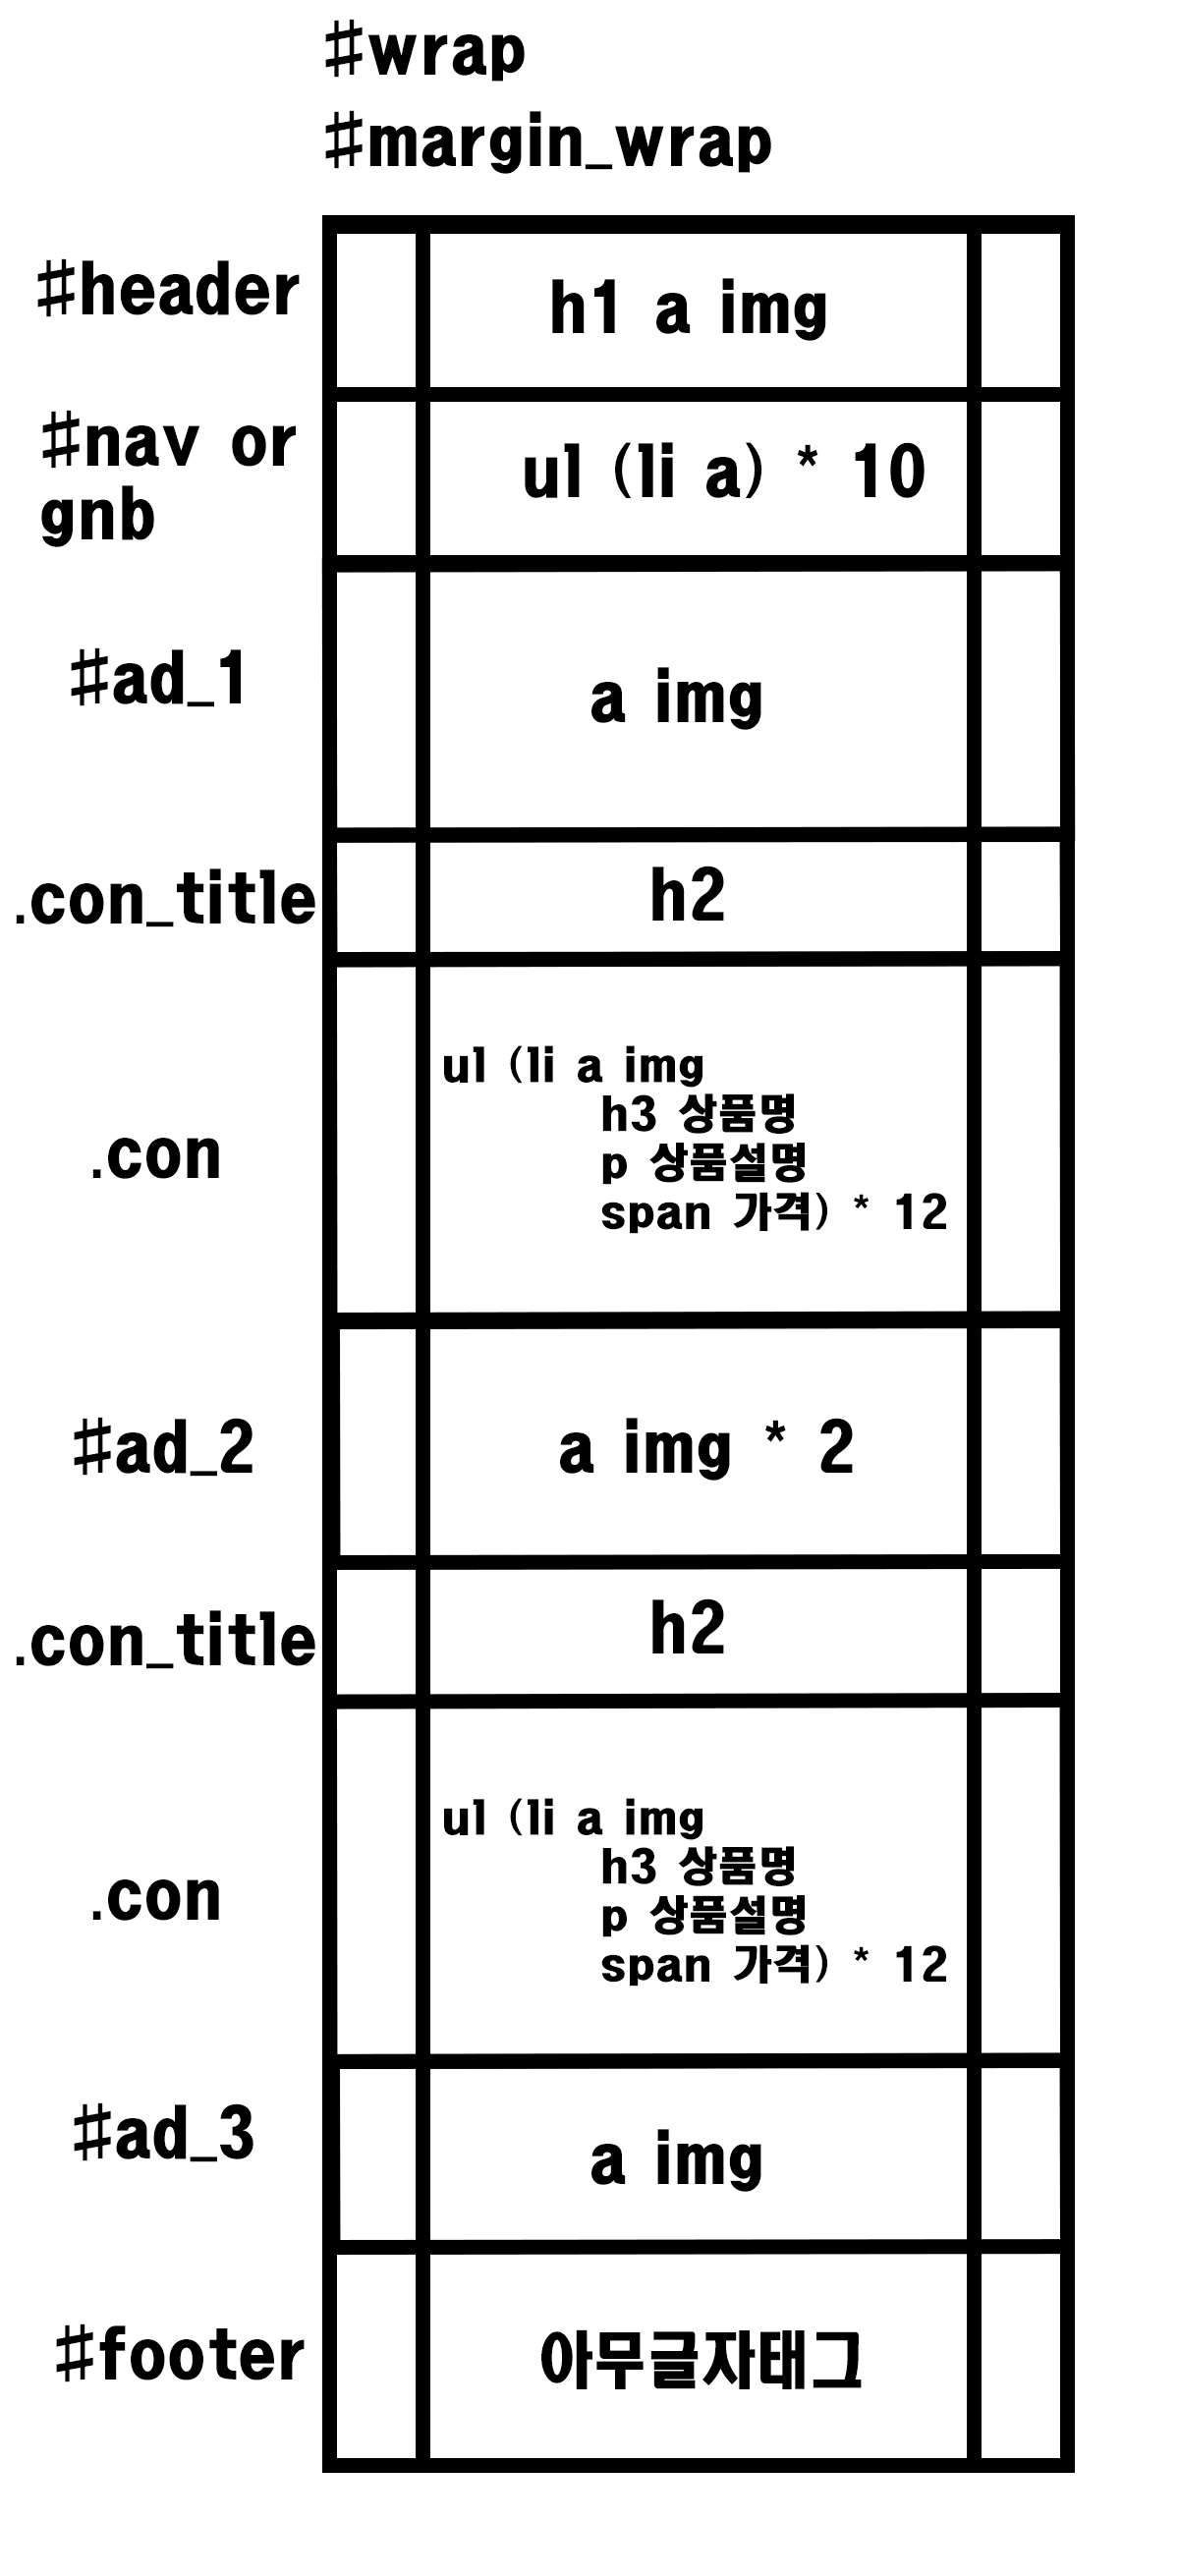 #wrap
#margin_wrap
#header
h1 a img
#nav or
gnb
ul (li a) * 10
#ad_1
a img
.con_title
h2
.con
ul (li a img
h3 상품명
p 상품설명
span 가격) * 12
#ad_2
a img * 2
.con_title
h2
.con
ul (li a img
h3 상품명
p 상품설명
span 가격) * 12
#ad_3
a img
#footer
아무글자태그